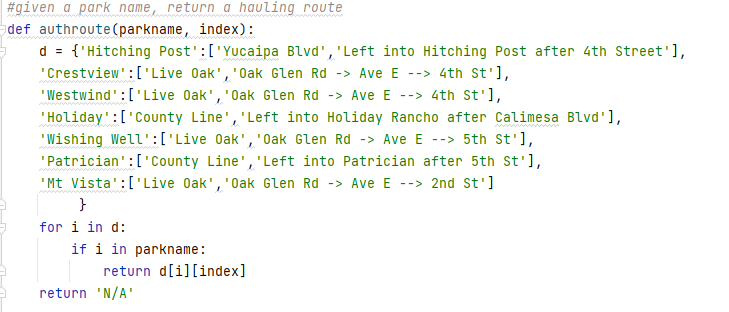 #given a park name, return a hauling route
def authroute(parkname, index):
    d = {'Hitching Post':['Yucaipa Blvd','Left into Hitching Post after 4th Street'],
    'Crestview':['Live Oak','Oak Glen Rd -> Ave E --> 4th St'],
    'Westwind':['Live Oak','Oak Glen Rd -> Ave E --> 4th St'],
    'Holiday':['County Line','Left into Holiday Rancho after Calimesa Blvd'],
    'Wishing Well':['Live Oak','Oak Glen Rd -> Ave E --> 5th St'],
    'Patrician':['County Line','Left into Patrician after 5th St'],
    'Mt Vista':['Live Oak','Oak Glen Rd -> Ave E --> 2nd St']
         }
    for i in d:
        if i in parkname:
            return d[i][index]
    return 'N/A'